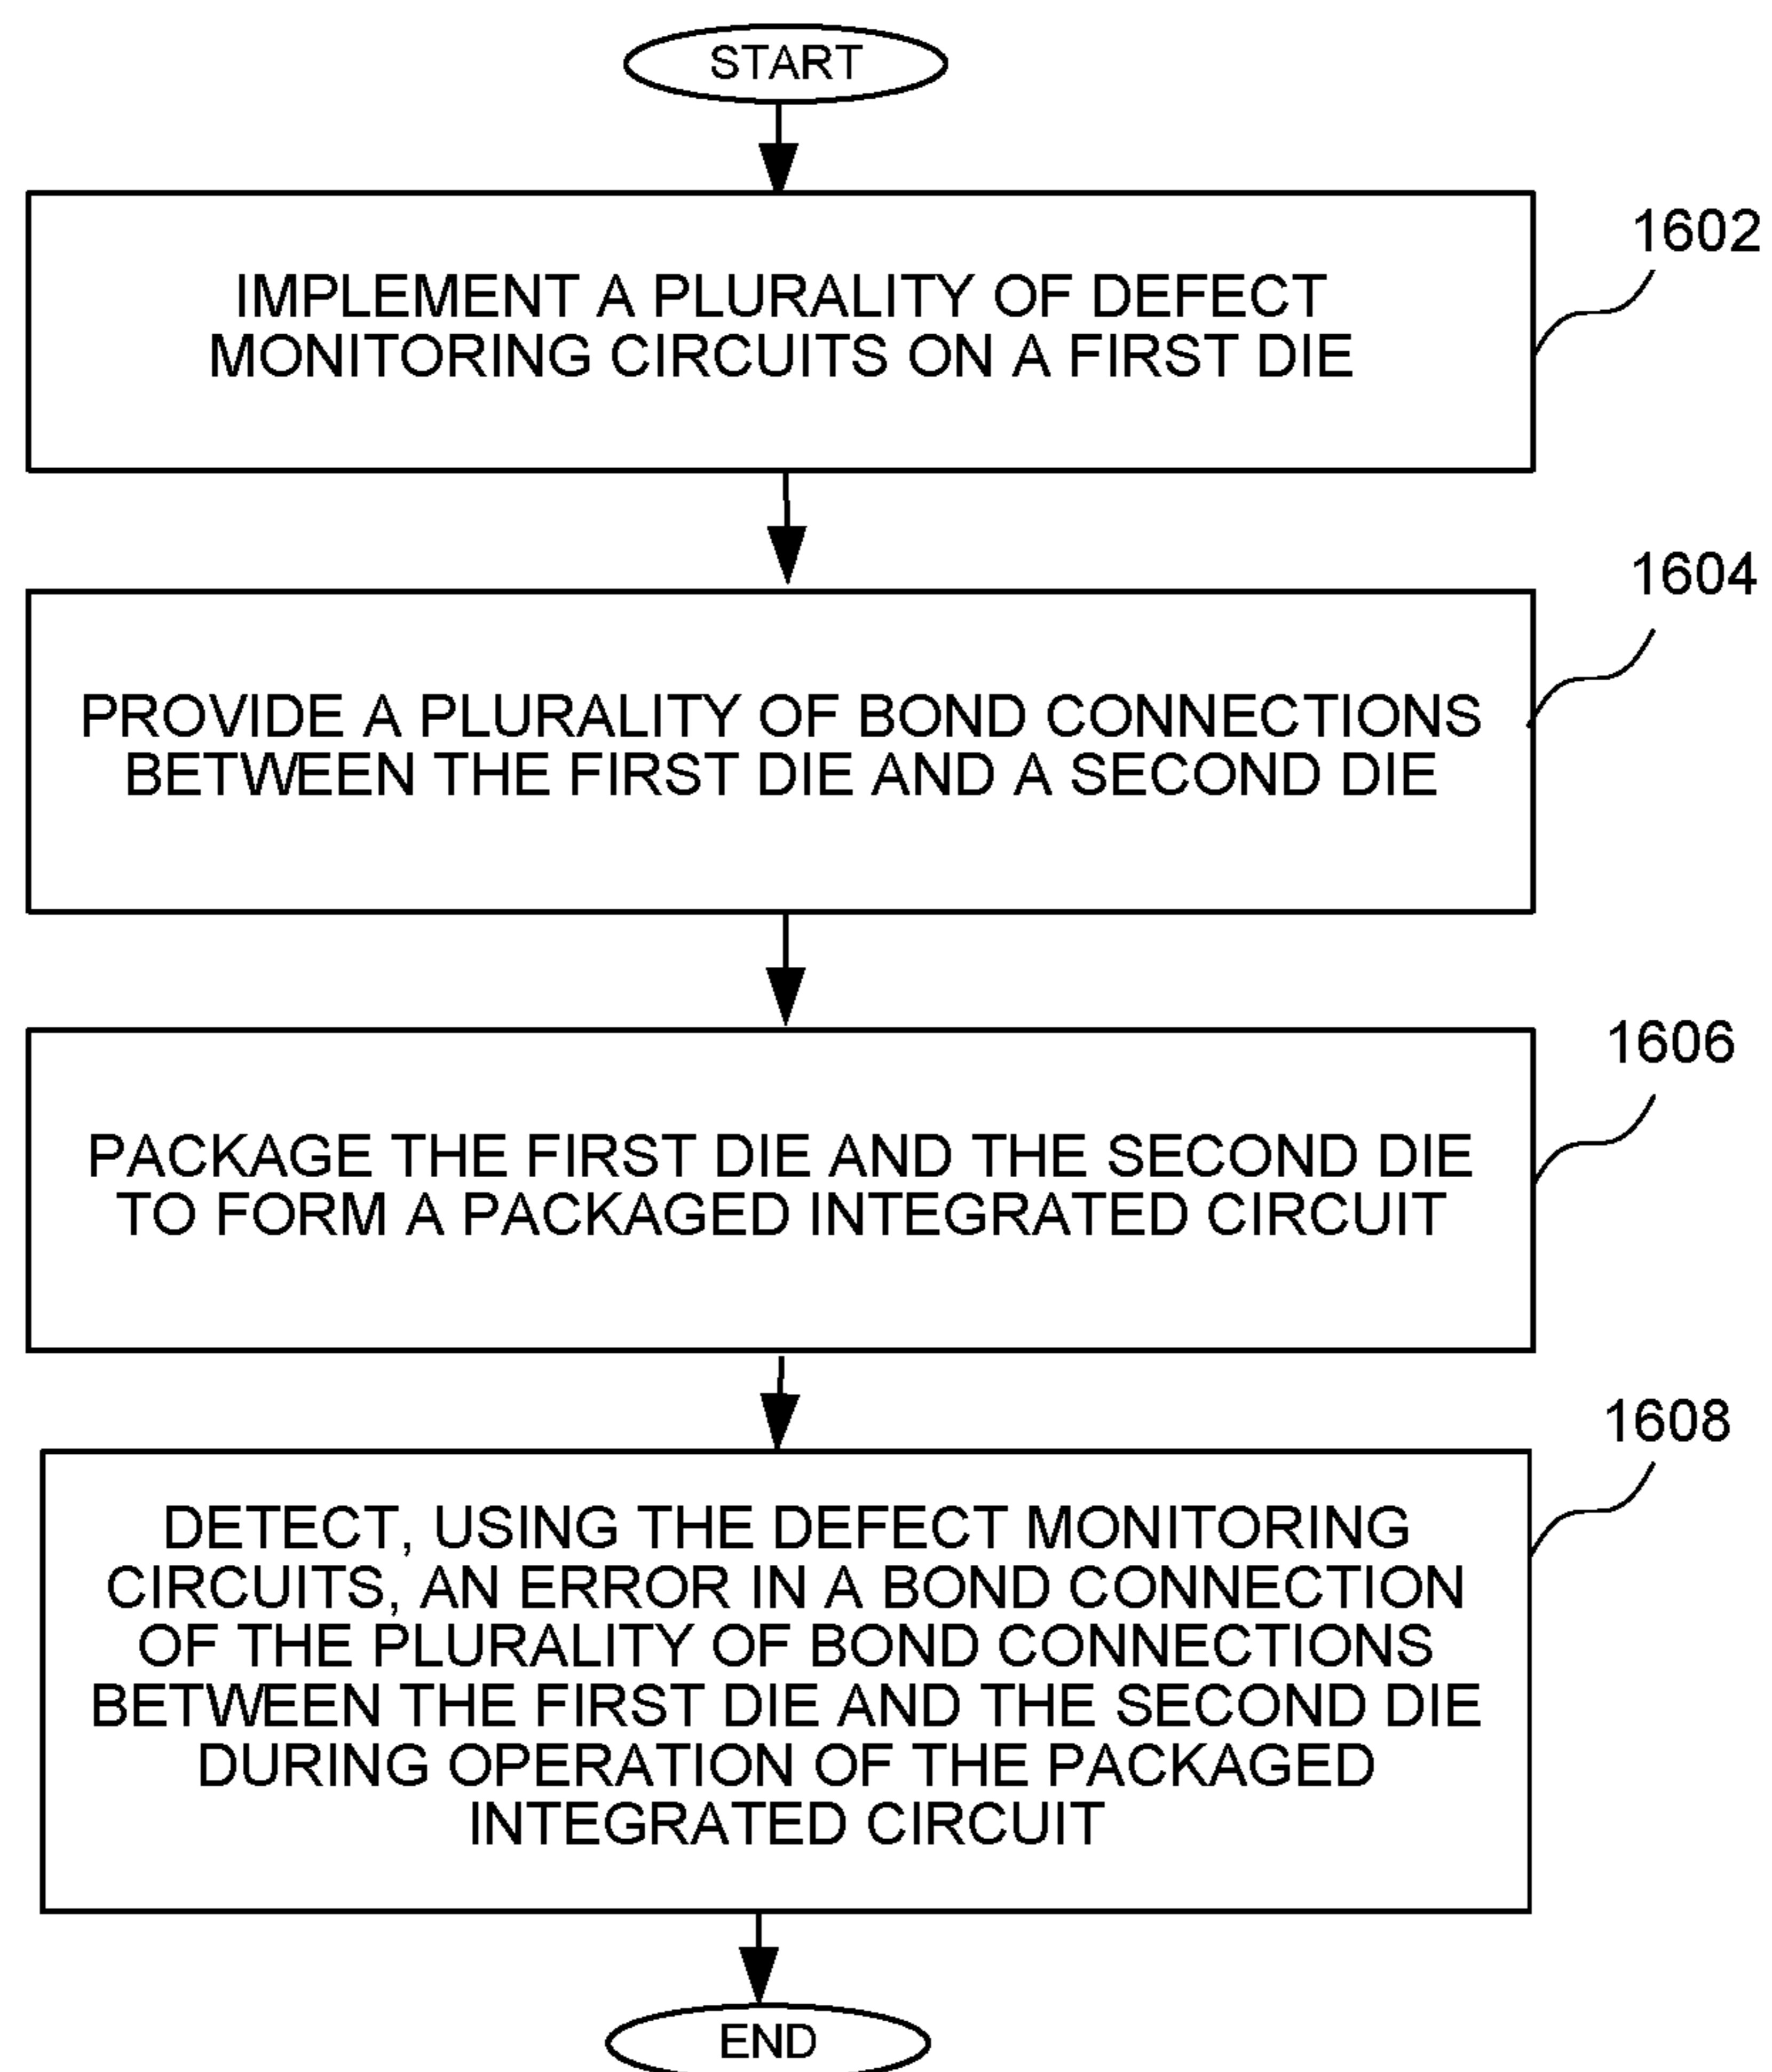 START
1602
IMPLEMENT A PLURALITY OF DEFECT
MONITORING CIRCUITS ON A FIRST DIE
1604
PROVIDE A PLURALITY OF BOND CONNECTIONS
BETWEEN THE FIRST DIE AND A SECOND DIE
1606
PACKAGE THE FIRST DIE AND THE SECOND DIE
TO FORM A PACKAGED INTEGRATED CIRCUIT
1608
DETECT, USING THE DEFECT MONITORING
CIRCUITS, AN ERROR IN A BOND CONNECTION
OF THE PLURALITY OF BOND CONNECTIONS
BETWEEN THE FIRST DIE AND THE SECOND DIE
DURING OPERATION OF THE PACKAGED
INTEGRATED CIRCUIT
END